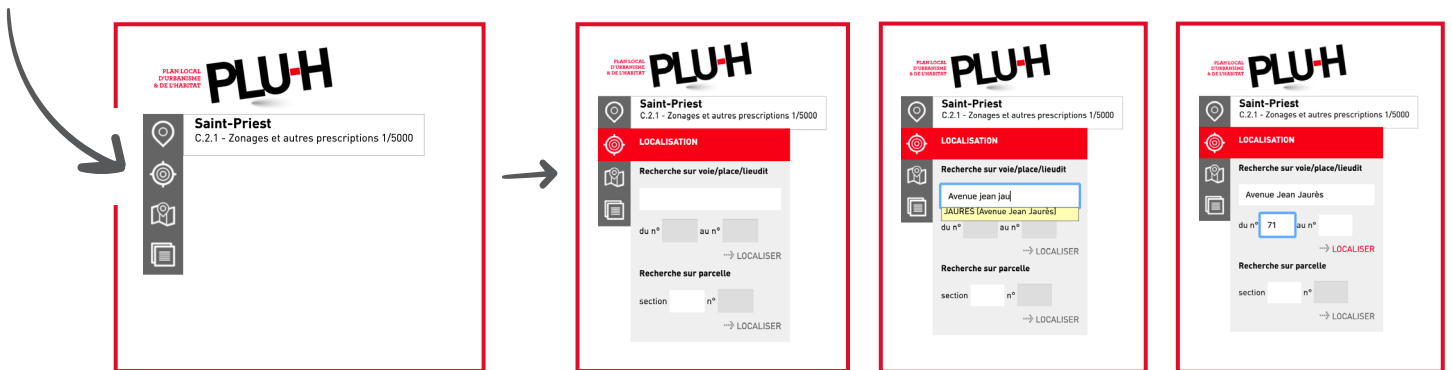 PLAN LOCAL
D'URBANISME
& DE L'HABITAT
PLU-H
Saint-Priest
C.2.1 - Zonages et autres prescriptions 1/5000
PLAN LOCAL
D'URBANISME
& DE L'HABITAT
PLU-H
Saint-Priest
C.2.1 - Zonages et autres prescriptions 1/5000
LOCALISATION
Recherche sur voie/place/lieudit
du n° au n°
LOCALISER
Recherche sur parcelle
section n°
LOCALISER
PLAN LOCAL
D'URBANISME
& DE L'HABITAT
PLU-H
Saint-Priest
C.2.1 - Zonages et autres prescriptions 1/5000
LOCALISATION
Recherche sur voie/place/lieudit
Avenue jean jau
JAURES (Avenue Jean Jaurès)
du n° au n°
LOCALISER
Recherche sur parcelle
section n°
LOCALISER
PLAN LOCAL
D'URBANISME
& DE L'HABITAT
PLU-H
Saint-Priest
C.2.1 - Zonages et autres prescriptions 1/5000
LOCALISATION
Recherche sur voie/place/lieudit
Avenue Jean Jaurès
du n° 71 au n°
LOCALISER
Recherche sur parcelle
section n°
LOCALISER